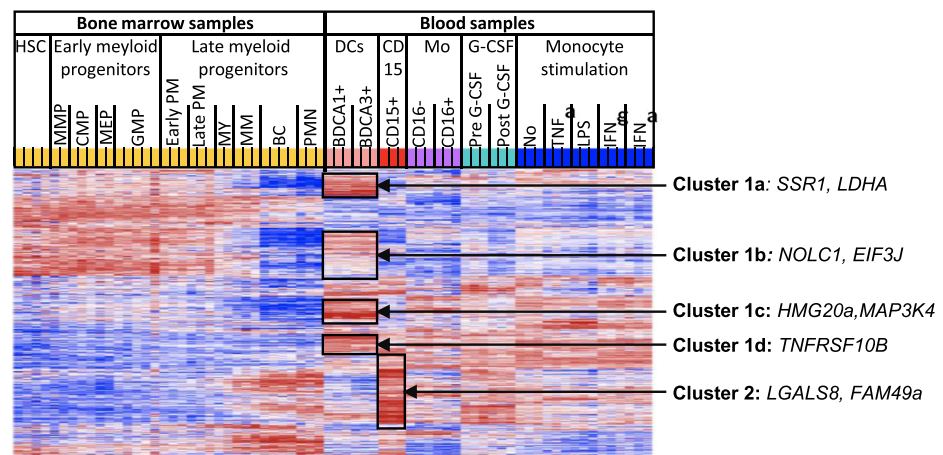 Bone marrow samples
Blood samples
HSC
Early meyloid
progenitors
Late myeloid
progenitors
DCs
CD
15
Mo
G-CSF
Monocyte
stimulation
MMP
CMP
MEP
GMP
Early PM
Late PM
MY
MM
BC
PMN
BDCA1+
BDCA3+
CD15+
CD16-
CD16+
Pre G-CSF
Post G-CSF
No
TNFa
LPS
IFNg
IFNa
Cluster 1a: SSR1, LDHA
Cluster 1b: NOLC1, EIF3J
Cluster 1c: HMG20a,MAP3K4
Cluster 1d: TNFRSF10B
Cluster 2: LGALS8, FAM49a